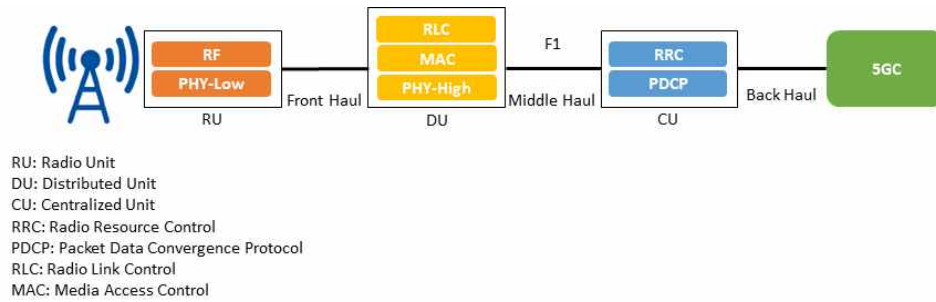 RF
PHY-Low
RU
Front Haul
RLC
MAC
PHY-High
DU
F1
Middle Haul
RRC
PDCP
CU
Back Haul
5GC
RU: Radio Unit
DU: Distributed Unit
CU: Centralized Unit
RRC: Radio Resource Control
PDCP: Packet Data Convergence Protocol
RLC: Radio Link Control
MAC: Media Access Control